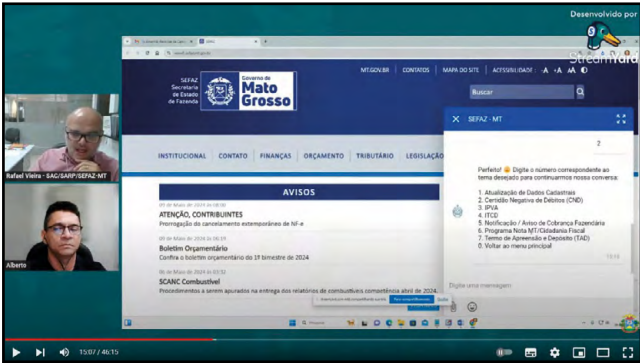 Desenvolvido por
StreamYard
MT.GOV.BR CONTATOS MAPA DO SITE ACESSIBILIDADE: -A +A AA
SEFAZ
Secretaria
de Estado
de Fazenda
Governo de
Mato
Grosso
Buscar
SEFAZ - MT
INSTITUCIONAL CONTATO FINANÇAS ORÇAMENTO TRIBUTÁRIO LEGISLAÇÃO
2
Perfeito! Digite o número correspondente ao
tema desejado para continuarmos nossa conversa:
1. Atualização de Dados Cadastrais
2. Certidão Negativa de Débitos (CND)
3. IPVA
4. ITCD
5. Notificação / Aviso de Cobrança Fazendária
6. Programa Nota MT/Cidadania Fiscal
7. Termo de Apreensão e Depósito (TAD)
0. Voltar ao menu principal
Digite uma mensagem
Rafael Vieira - SAC/SARP/SEFAZ-MT
Alberto
AVISOS
ATENÇÃO, CONTRIBUINTES
Prorrogação do cancelamento extemporâneo de NF-e
Boletim Orçamentário
Confira o boletim orçamentário do 1º bimestre de 2024.
SCANC Combustível
Procedimentos a serem apurados na entrega dos relatórios de combustíveis competência abril de 2024.
15:07 / 46:15